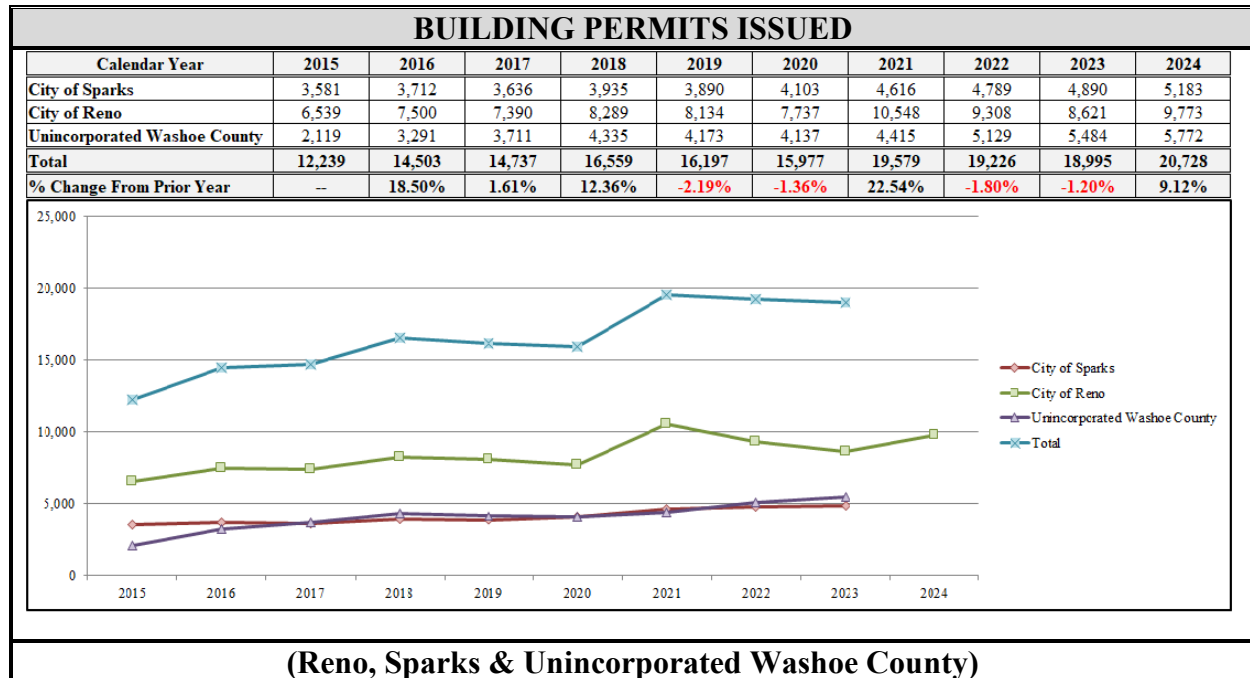 BUILDING PERMITS ISSUED
Calendar Year 2015 2016 2017 2018 2019 2020 2021 2022 2023 2024
City of Sparks 3,581 3,712 3,636 3,935 3,890 4,103 4,616 4,789 4,890 5,183
City of Reno 6,539 7,500 7,390 8,289 8,134 7,737 10,548 9,308 8,621 9,773
Unincorporated Washoe County 2,119 3,291 3,711 4,335 4,173 4,137 4,415 5,129 5,484 5,772
Total 12,239 14,503 14,737 16,559 16,197 15,977 19,579 19,226 18,995 20,728
% Change From Prior Year -- 18.50% 1.61% 12.36% -2.19% -1.36% 22.54% -1.80% -1.20% 9.12%
25,000
20,000
15,000
10,000
5,000
0
2015 2016 2017 2018 2019 2020 2021 2022 2023 2024
City of Sparks
City of Reno
Unincorporated Washoe County
Total
(Reno, Sparks & Unincorporated Washoe County)